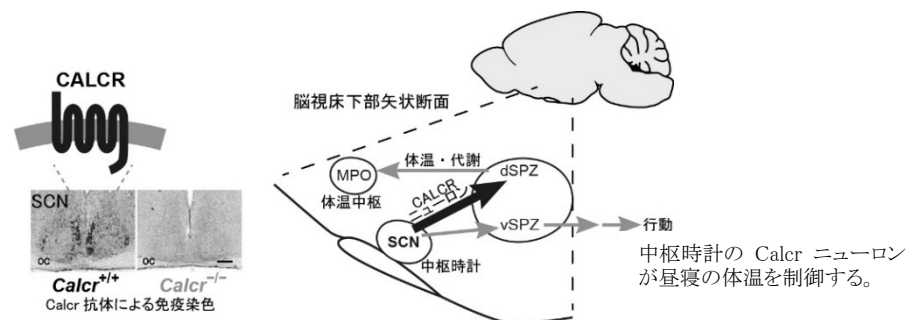 CALCR
SCN
oc
oc
Calcr+/+
Calcr−/−
Calcr 抗体による免疫染色
脳視床下部矢状断面
MPO
体温中枢
体温・代謝
CALCR
ニューロン
dSPZ
vSPZ
SCN
中枢時計
行動
中枢時計の Calcr ニューロン
が昼寝の体温を制御する。